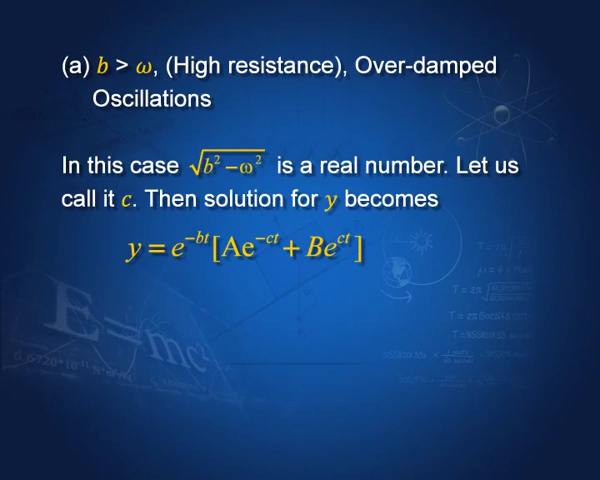 (a) b > ω, (High resistance), Over-damped
Oscillations
In this case √(b² – ω²) is a real number. Let us
call it c. Then solution for y becomes
y = e^{–bt}[Ae^{–ct} + Be^{ct}]
E=mc²